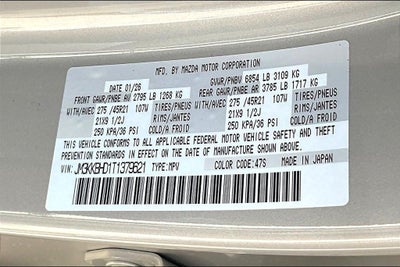 MFD. BY MAZDA MOTOR CORPORATION
DATE 01/26 GVWR/PNBV 6854 LB 3109 KG
FRONT GAWR/PNBE AV 2795 LB 1268 KG REAR GAWR/PNBE AR 3785 LB 1717 KG
WITH/AVEC 275 /45R21 107W TIRES/PNEUS WITH/AVEC 275 /45R21 107W TIRES/PNEUS
21X9 1/2J RIMS/JANTES 21X9 1/2J RIMS/JANTES
250 KPA/36 PSI COLD/A FROID 250 KPA/36 PSI COLD/A FROID
THIS VEHICLE CONFORMS TO ALL APPLICABLE FEDERAL MOTOR VEHICLE SAFETY AND THEFT
PREVENTION STANDARDS IN EFFECT ON THE DATE OF MANUFACTURE SHOWN ABOVE.
VIN: TYPE:MPV COLOR CODE:47S MADE IN JAPAN